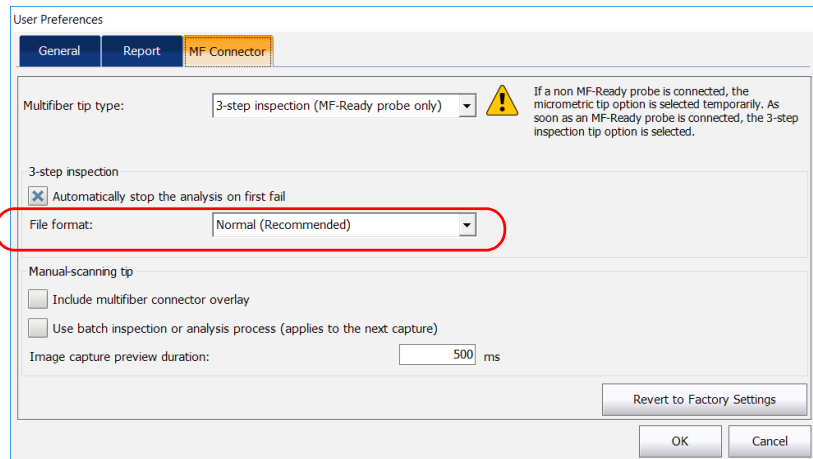 User Preferences
General Report MF Connector
Multifiber tip type: 3-step inspection (MF-Ready probe only)
If a non MF-Ready probe is connected, the
micrometric tip option is selected temporarily. As
soon as an MF-Ready probe is connected, the 3-step
inspection tip option is selected.
3-step inspection
Automatically stop the analysis on first fail
File format: Normal (Recommended)
Manual-scanning tip
Include multifiber connector overlay
Use batch inspection or analysis process (applies to the next capture)
Image capture preview duration: 500 ms
Revert to Factory Settings
OK Cancel